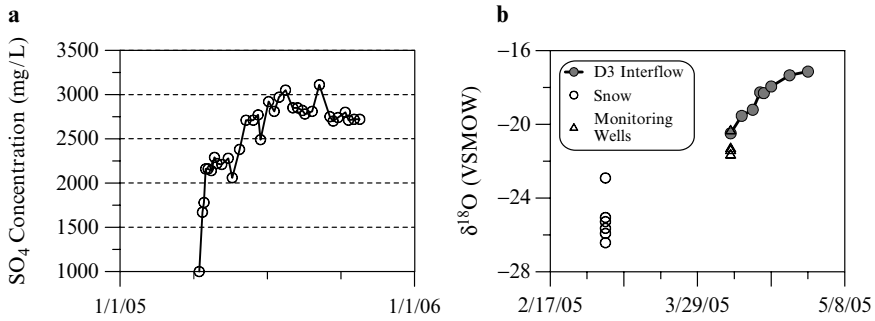 a
SO4 Concentration (mg/L)
3500
3000
2500
2000
1500
1000
1/1/05
1/1/06
b
δ18O (VSMOW)
−16
−20
−24
−28
D3 Interflow
Snow
Monitoring
Wells
2/17/05
3/29/05
5/8/05